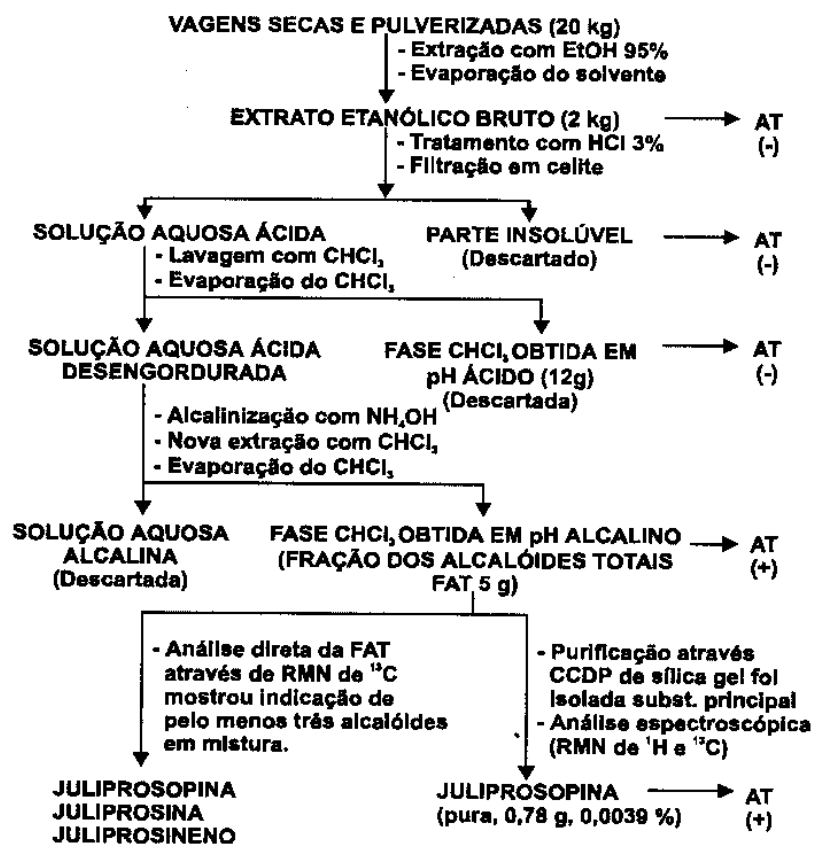 VAGENS SECAS E PULVERIZADAS (20 kg)
- Extração com EtOH 95%
- Evaporação do solvente
EXTRATO ETANÓLICO BRUTO (2 kg)
AT
(-)
- Tratamento com HCl 3%
- Filtração em celite
SOLUÇÃO AQUOSA ÁCIDA
- Lavagem com CHCl₃
- Evaporação do CHCl₃
PARTE INSOLÚVEL
(Descartado)
AT
(-)
SOLUÇÃO AQUOSA ÁCIDA
DESENGORDURADA
FASE CHCl₃ OBTIDA EM
pH ÁCIDO (12g)
(Descartada)
AT
(-)
- Alcalinização com NH₄OH
- Nova extração com CHCl₃
- Evaporação do CHCl₃
SOLUÇÃO AQUOSA
ALCALINA
(Descartada)
FASE CHCl₃ OBTIDA EM pH ALCALINO
(FRAÇÃO DOS ALCALÓIDES TOTAIS
FAT 5 g)
AT
(+)
- Análise direta da FAT
através de RMN de ¹³C
mostrou indicação de
pelo menos três alcalóides
em mistura.
- Purificação através
CCDP de sílica gel foi
isolada subst. principal
- Análise espectroscópica
(RMN de ¹H e ¹³C)
JULIPROSOPINA
JULIPROSINA
JULIPROSINENO
JULIPROSOPINA
(pura, 0,78 g, 0,0039 %)
AT
(+)